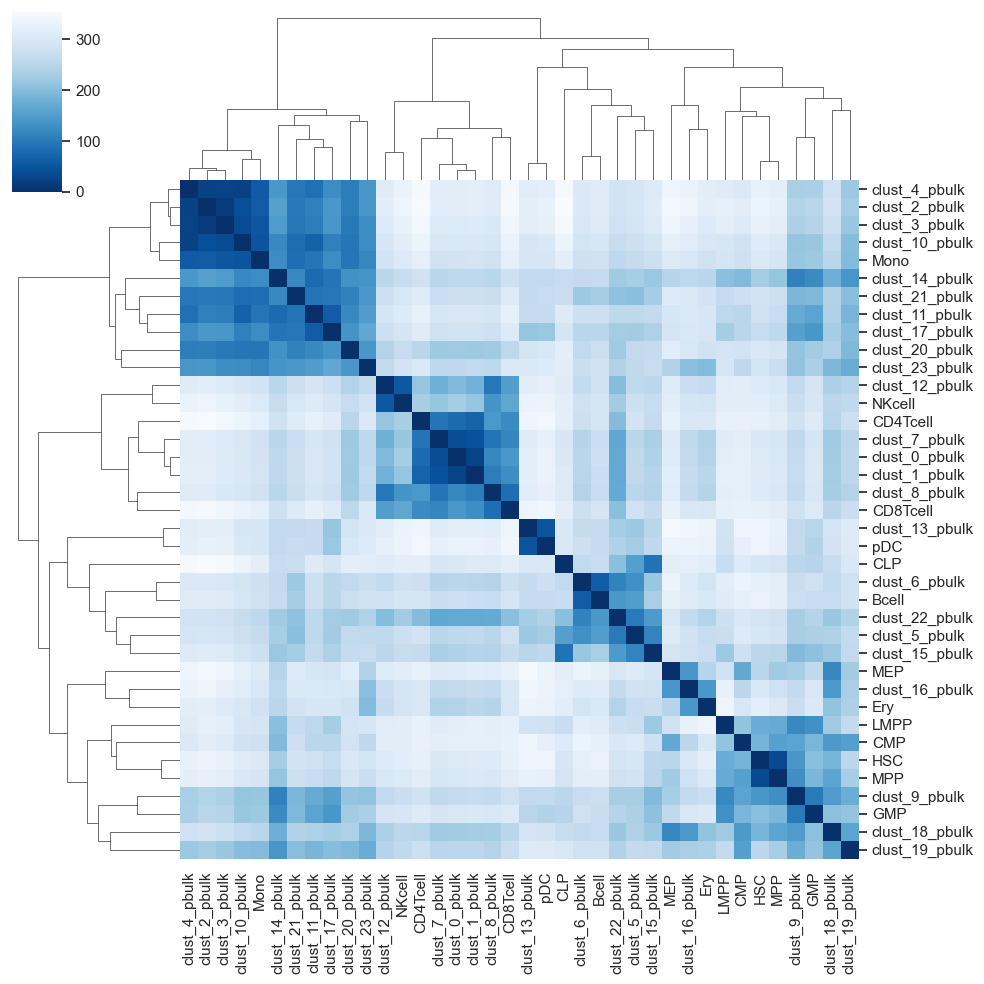 300
200
100
0
clust_4_pbulk
clust_2_pbulk
clust_3_pbulk
clust_10_pbulk
Mono
clust_14_pbulk
clust_21_pbulk
clust_11_pbulk
clust_17_pbulk
clust_20_pbulk
clust_23_pbulk
clust_12_pbulk
NKcell
CD4Tcell
clust_7_pbulk
clust_0_pbulk
clust_1_pbulk
clust_8_pbulk
CD8Tcell
clust_13_pbulk
pDC
CLP
clust_6_pbulk
Bcell
clust_22_pbulk
clust_5_pbulk
clust_15_pbulk
MEP
clust_16_pbulk
Ery
LMPP
CMP
HSC
MPP
clust_9_pbulk
GMP
clust_18_pbulk
clust_19_pbulk
clust_4_pbulk
clust_2_pbulk
clust_3_pbulk
clust_10_pbulk
Mono
clust_14_pbulk
clust_21_pbulk
clust_11_pbulk
clust_17_pbulk
clust_20_pbulk
clust_23_pbulk
clust_12_pbulk
NKcell
CD4Tcell
clust_7_pbulk
clust_0_pbulk
clust_1_pbulk
clust_8_pbulk
CD8Tcell
clust_13_pbulk
pDC
CLP
clust_6_pbulk
Bcell
clust_22_pbulk
clust_5_pbulk
clust_15_pbulk
MEP
clust_16_pbulk
Ery
LMPP
CMP
HSC
MPP
clust_9_pbulk
GMP
clust_18_pbulk
clust_19_pbulk